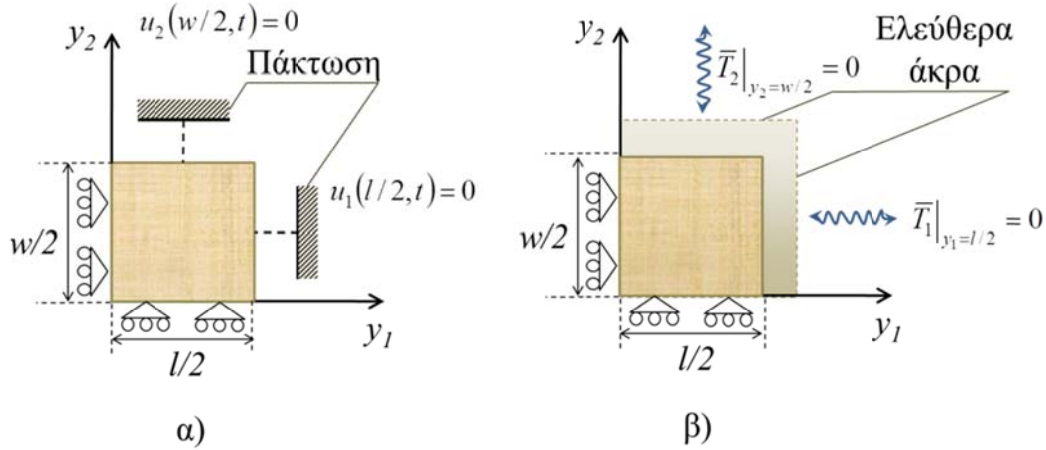 u₂(w/2,t)=0
y₂
Πάκτωση
u₁(l/2,t)=0
w/2
y₁
l/2
α)
y₂
T̅₂|y₂=w/2 = 0
Ελεύθερα
άκρα
w/2
T̅₁|y₁=l/2 = 0
y₁
l/2
β)